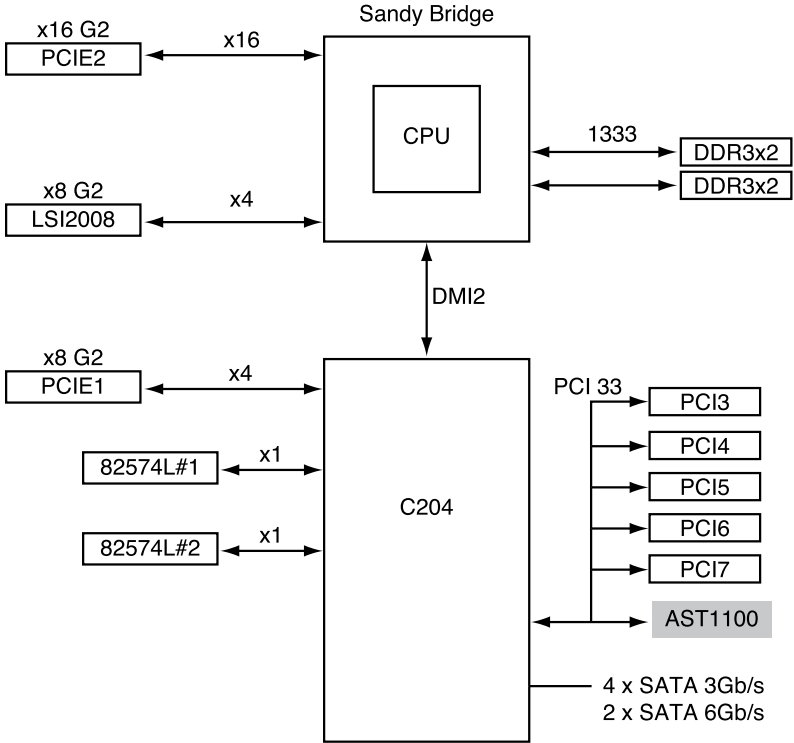 Sandy Bridge
x16 G2
PCIE2
x16
CPU
1333
DDR3x2
DDR3x2
x8 G2
LSI2008
x4
DMI2
x8 G2
PCIE1
x4
PCI 33
PCI3
PCI4
82574L#1
x1
PCI5
C204
PCI6
82574L#2
x1
PCI7
AST1100
4 x SATA 3Gb/s
2 x SATA 6Gb/s